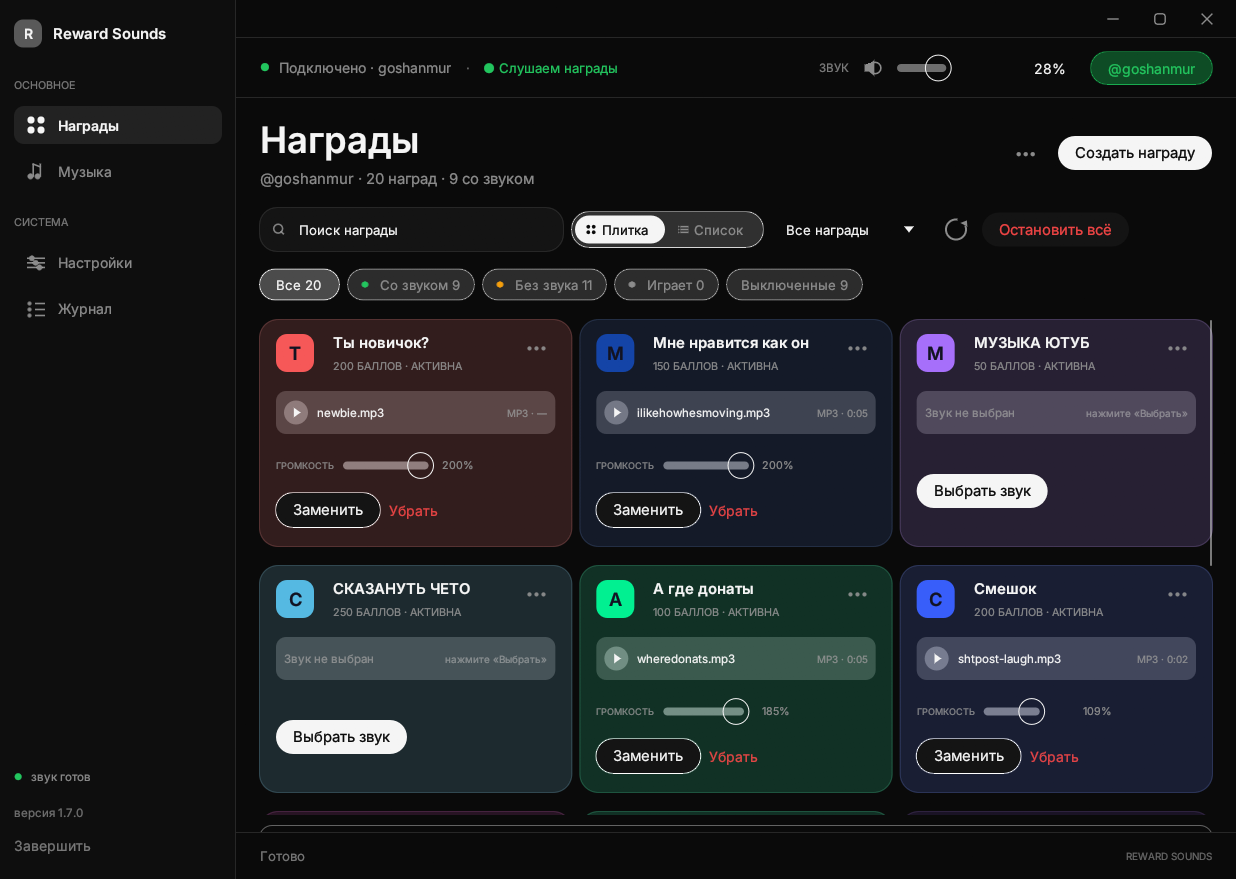 R Reward Sounds
ОСНОВНОЕ
Награды
Музыка
СИСТЕМА
Настройки
Журнал
звук готов
версия 1.7.0
Завершить
Подключено · goshanmur · Слушаем награды
ЗВУК 28% @goshanmur
Награды
@goshanmur · 20 наград · 9 со звуком
Создать награду
Поиск награды Плитка Список Все награды Остановить всё
Все 20 Со звуком 9 Без звука 11 Играет 0 Выключенные 9
Т Ты новичок?
200 БАЛЛОВ · АКТИВНА
newbie.mp3 MP3 · —
ГРОМКОСТЬ 200%
Заменить Убрать
М Мне нравится как он
150 БАЛЛОВ · АКТИВНА
ilikehowhesmoving.mp3 MP3 · 0:05
ГРОМКОСТЬ 200%
Заменить Убрать
М МУЗЫКА ЮТУБ
50 БАЛЛОВ · АКТИВНА
Звук не выбран нажмите «Выбрать»
Выбрать звук
С СКАЗАНУТЬ ЧЕТО
250 БАЛЛОВ · АКТИВНА
Звук не выбран нажмите «Выбрать»
Выбрать звук
А А где донаты
100 БАЛЛОВ · АКТИВНА
wheredonats.mp3 MP3 · 0:05
ГРОМКОСТЬ 185%
Заменить Убрать
С Смешок
200 БАЛЛОВ · АКТИВНА
shtpost-laugh.mp3 MP3 · 0:02
ГРОМКОСТЬ 109%
Заменить Убрать
Готово
REWARD SOUNDS